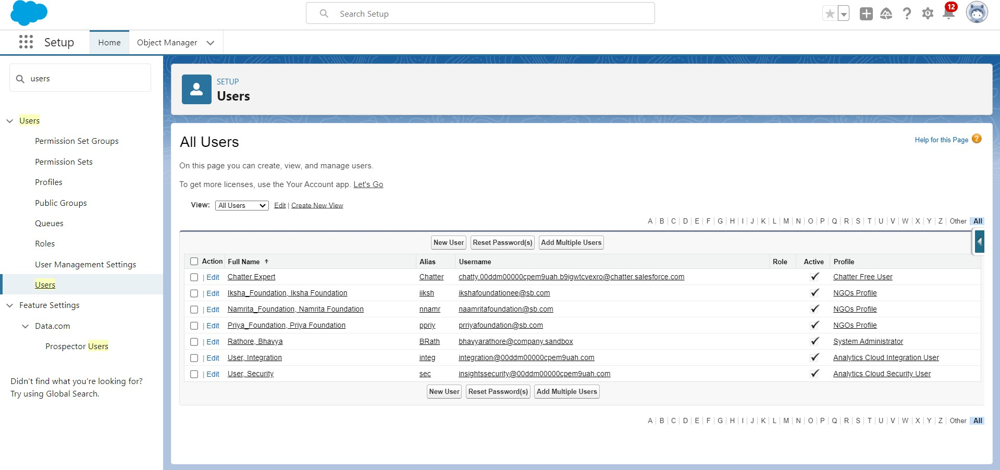 Search Setup
12
Setup
Home
Object Manager
users
Users
Permission Set Groups
Permission Sets
Profiles
Public Groups
Queues
Roles
User Management Settings
Users
Feature Settings
Data.com
Prospector Users
Didn't find what you're looking for?
Try using Global Search.
SETUP
Users
All Users
Help for this Page ?
On this page you can create, view, and manage users.
To get more licenses, use the Your Account app. Let's Go
View: All Users Edit | Create New View
A | B | C | D | E | F | G | H | I | J | K | L | M | N | O | P | Q | R | S | T | U | V | W | X | Y | Z | Other All
New User Reset Password(s) Add Multiple Users
Action Full Name ↑ Alias Username Role Active Profile
| Edit Chatter Expert Chatter chatty.00ddm00000cpem9uah.b9igwtcvexro@chatter.salesforce.com Chatter Free User
| Edit Iksha_Foundation, Iksha Foundation iiksh ikshafoundationee@sb.com NGOs Profile
| Edit Namrita_Foundation, Namrita Foundation nnamr naamritafoundation@sb.com NGOs Profile
| Edit Priya_Foundation, Priya Foundation ppriy prriyafoundation@sb.com NGOs Profile
| Edit Rathore, Bhavya BRath bhavyarathore@company.sandbox System Administrator
| Edit User, Integration integ integration@00ddm00000cpem9uah.com Analytics Cloud Integration User
| Edit User, Security sec insightssecurity@00ddm00000cpem9uah.com Analytics Cloud Security User
New User Reset Password(s) Add Multiple Users
A | B | C | D | E | F | G | H | I | J | K | L | M | N | O | P | Q | R | S | T | U | V | W | X | Y | Z | Other All